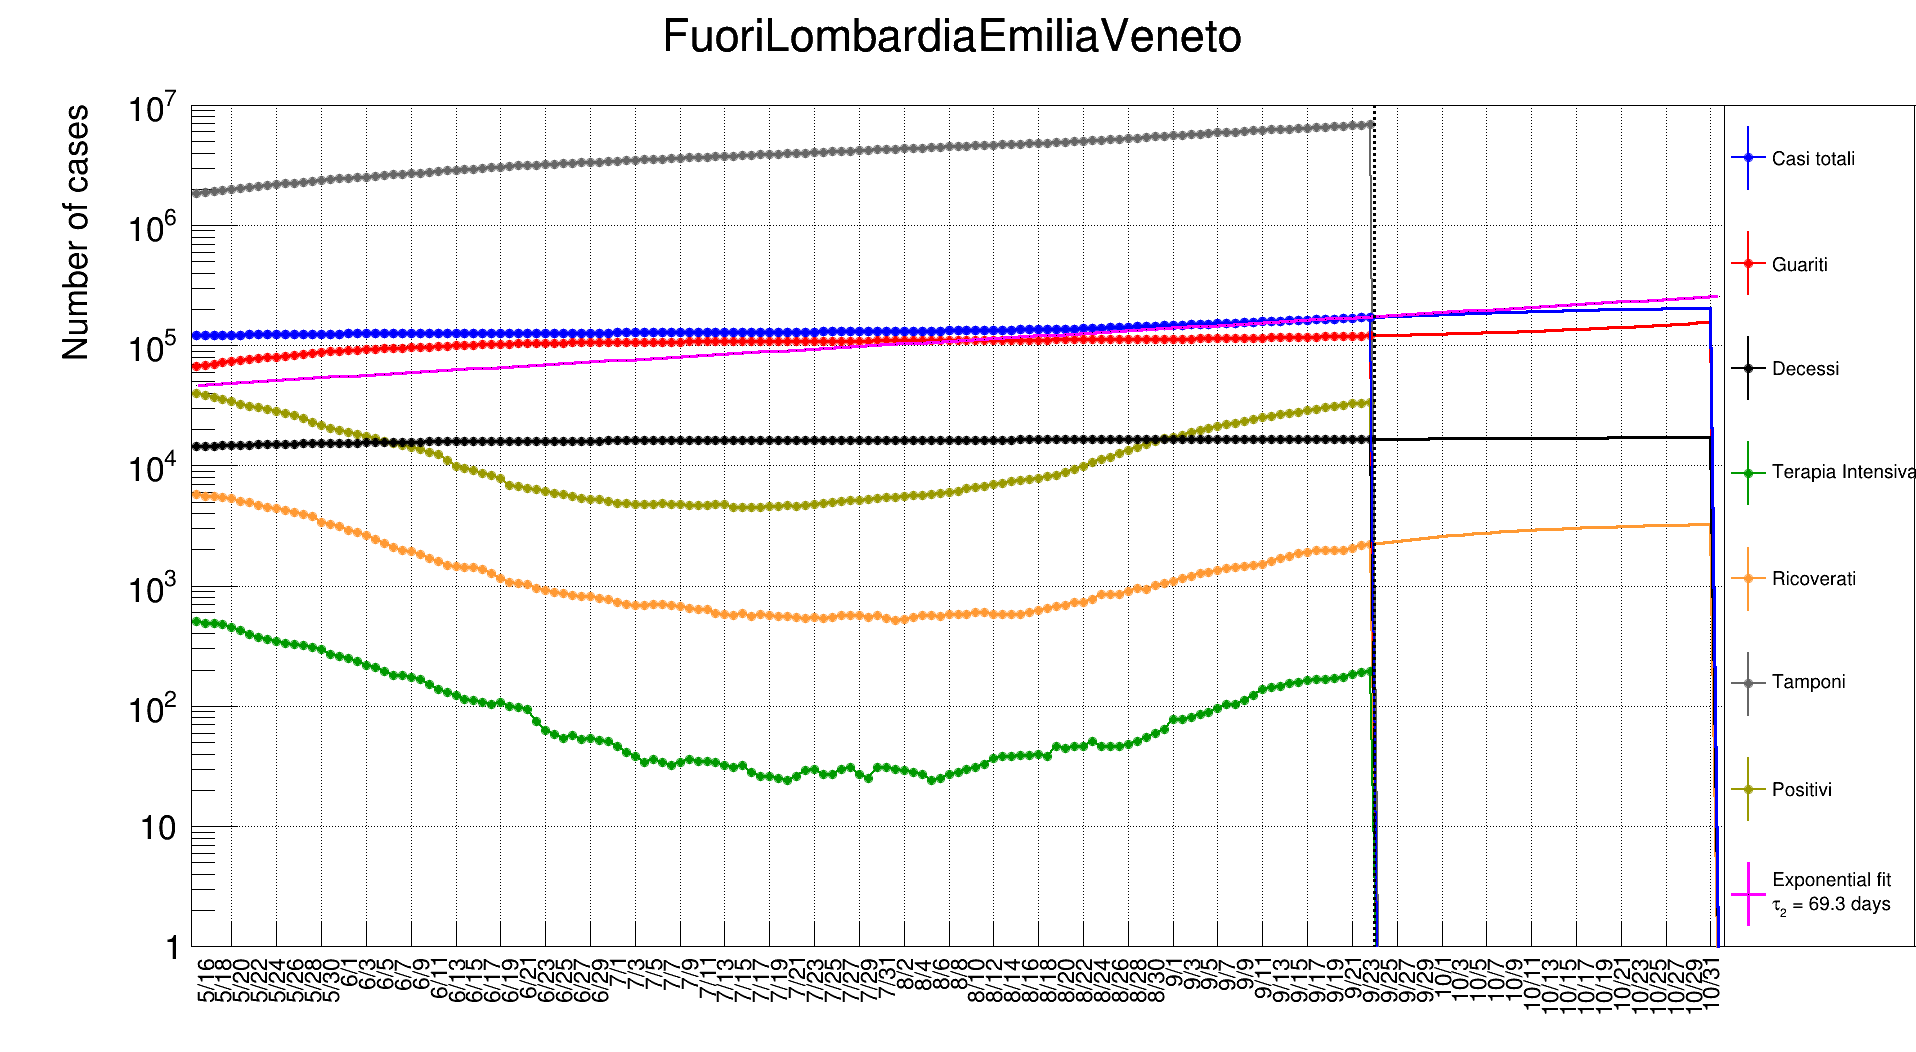 FuoriLombardiaEmiliaVeneto
Number of cases
10^7
10^6
10^5
10^4
10^3
10^2
10
1
5/16 5/18 5/20 5/22 5/24 5/26 5/28 5/30 6/1 6/3 6/5 6/7 6/9 6/11 6/13 6/15 6/17 6/19 6/21 6/23 6/25 6/27 6/29 7/1 7/3 7/5 7/7 7/9 7/11 7/13 7/15 7/17 7/19 7/21 7/23 7/25 7/27 7/29 7/31 8/2 8/4 8/6 8/8 8/10 8/12 8/14 8/16 8/18 8/20 8/22 8/24 8/26 8/28 8/30 9/1 9/3 9/5 9/7 9/9 9/11 9/13 9/15 9/17 9/19 9/21 9/23 9/25 9/27 9/29 10/1 10/3 10/5 10/7 10/9 10/11 10/13 10/15 10/17 10/19 10/21 10/23 10/25 10/27 10/29 10/31
Casi totali
Guariti
Decessi
Terapia Intensiva
Ricoverati
Tamponi
Positivi
Exponential fit
τ₂ = 69.3 days